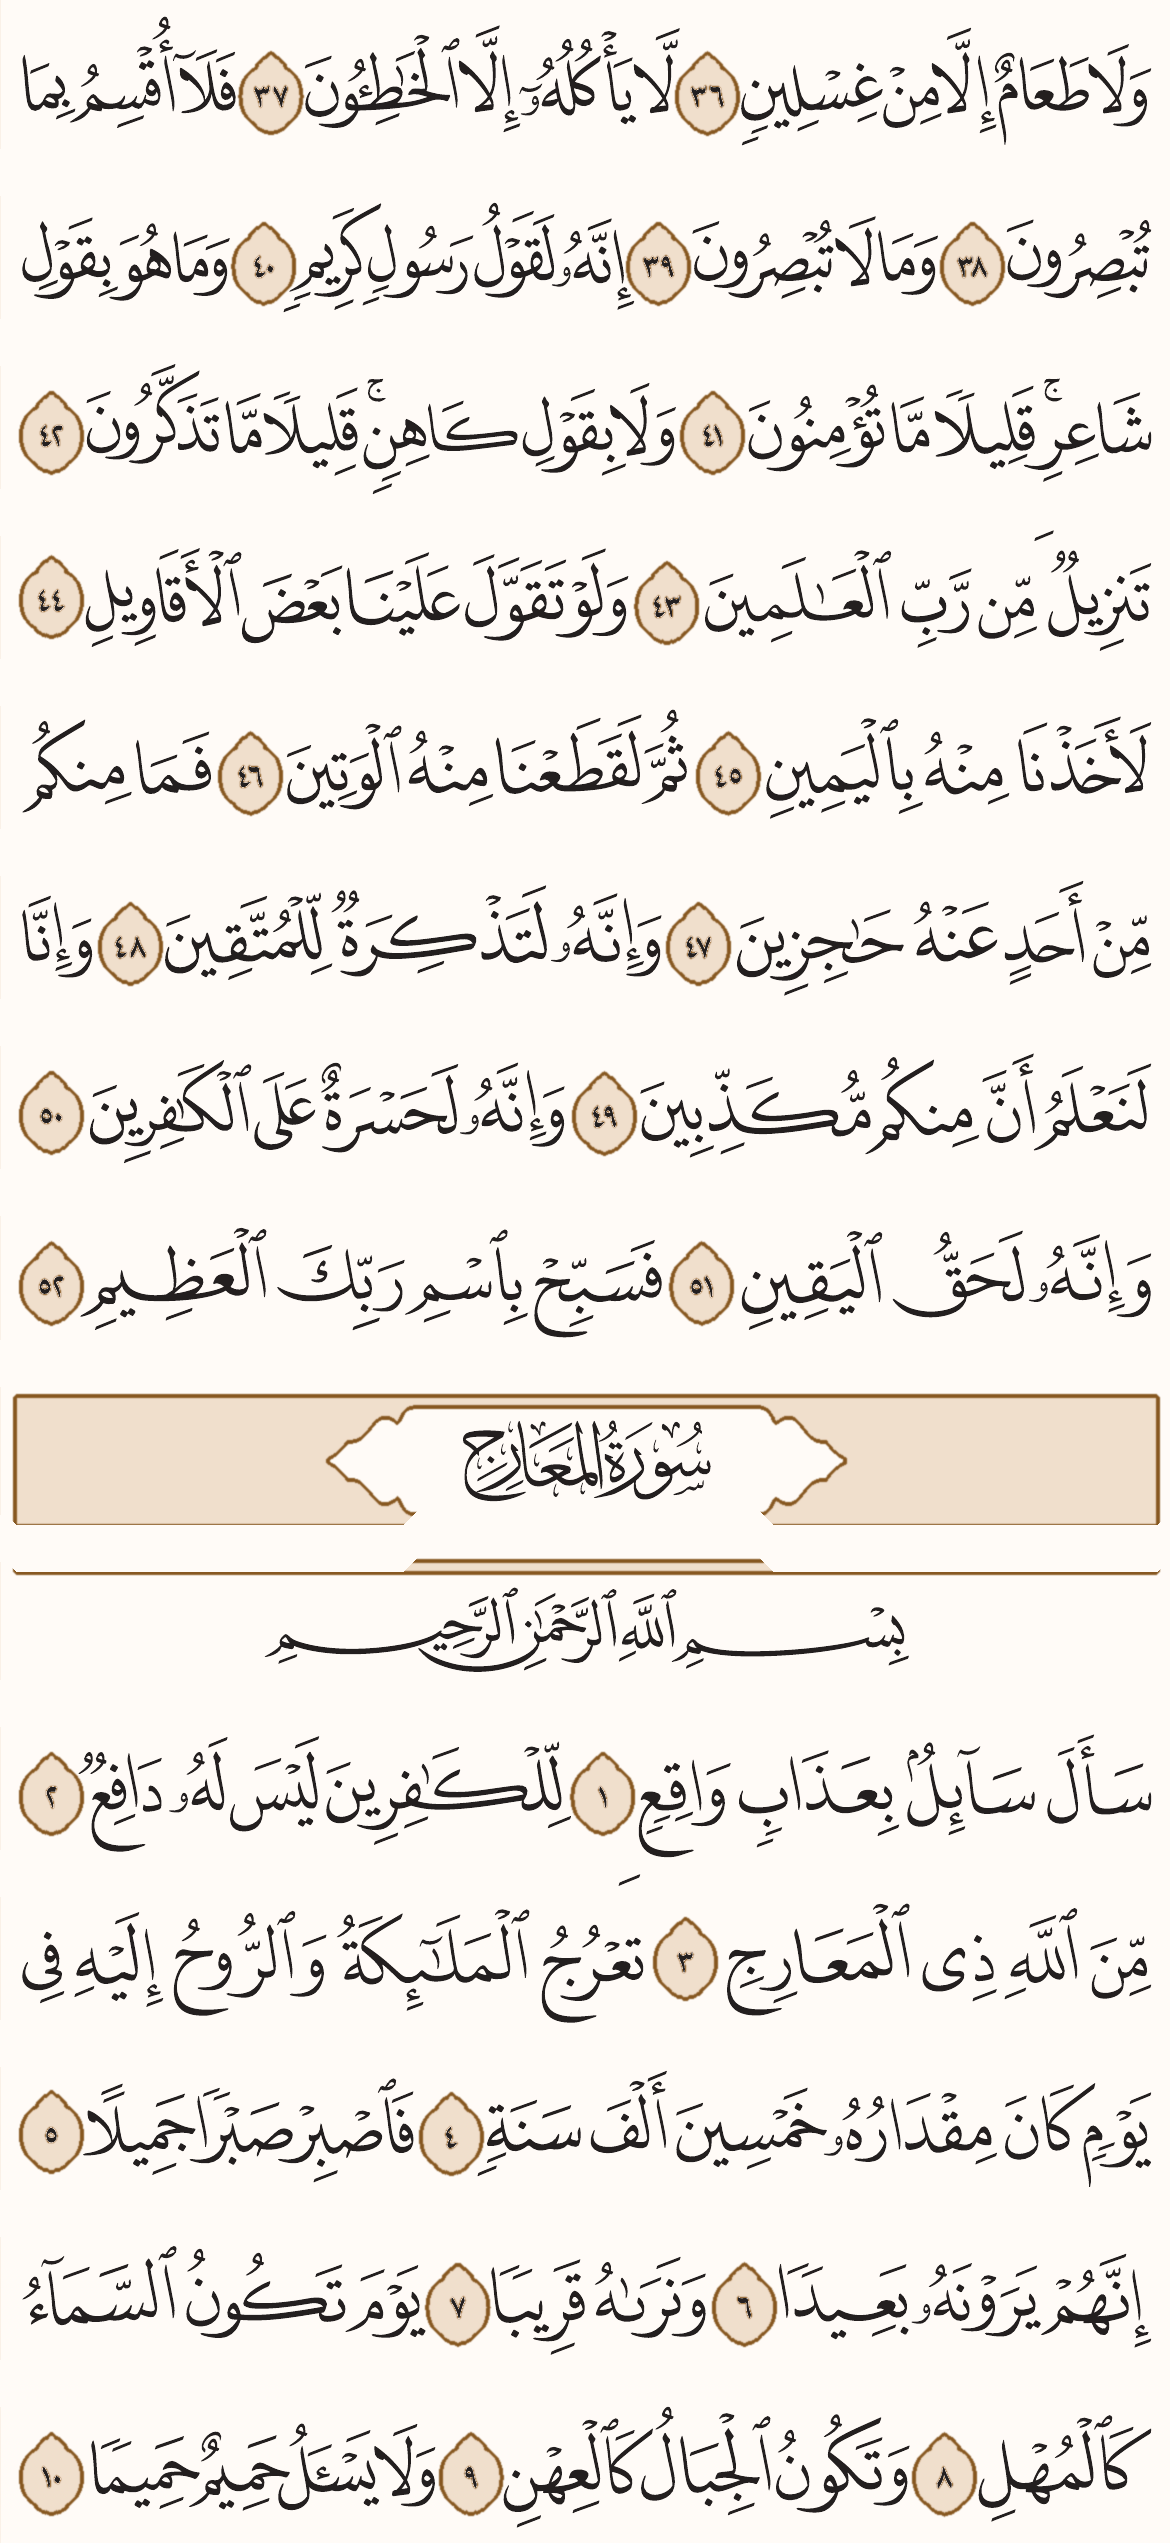 وَلَا طَعَامٌ إِلَّا مِنْ غِسْلِينٍ ٣٦ لَّا يَأْكُلُهُۥٓ إِلَّا ٱلْخَٰطِـُٔونَ ٣٧ فَلَآ أُقْسِمُ بِمَا
تُبْصِرُونَ ٣٨ وَمَا لَا تُبْصِرُونَ ٣٩ إِنَّهُۥ لَقَوْلُ رَسُولٍ كَرِيمٍ ٤٠ وَمَا هُوَ بِقَوْلِ
شَاعِرٍ ۚ قَلِيلًا مَّا تُؤْمِنُونَ ٤١ وَلَا بِقَوْلِ كَاهِنٍ ۚ قَلِيلًا مَّا تَذَكَّرُونَ ٤٢
تَنزِيلٌ مِّن رَّبِّ ٱلْعَٰلَمِينَ ٤٣ وَلَوْ تَقَوَّلَ عَلَيْنَا بَعْضَ ٱلْأَقَاوِيلِ ٤٤
لَأَخَذْنَا مِنْهُ بِٱلْيَمِينِ ٤٥ ثُمَّ لَقَطَعْنَا مِنْهُ ٱلْوَتِينَ ٤٦ فَمَا مِنكُم
مِّنْ أَحَدٍ عَنْهُ حَٰجِزِينَ ٤٧ وَإِنَّهُۥ لَتَذْكِرَةٌ لِّلْمُتَّقِينَ ٤٨ وَإِنَّا
لَنَعْلَمُ أَنَّ مِنكُم مُّكَذِّبِينَ ٤٩ وَإِنَّهُۥ لَحَسْرَةٌ عَلَى ٱلْكَٰفِرِينَ ٥٠
وَإِنَّهُۥ لَحَقُّ ٱلْيَقِينِ ٥١ فَسَبِّحْ بِٱسْمِ رَبِّكَ ٱلْعَظِيمِ ٥٢
سُورَةُ المَعَارِجِ
بِسْمِ ٱللَّهِ ٱلرَّحْمَٰنِ ٱلرَّحِيمِ
سَأَلَ سَآئِلٌۢ بِعَذَابٍ وَاقِعٍ ١ لِّلْكَٰفِرِينَ لَيْسَ لَهُۥ دَافِعٌ ٢
مِّنَ ٱللَّهِ ذِى ٱلْمَعَارِجِ ٣ تَعْرُجُ ٱلْمَلَٰٓئِكَةُ وَٱلرُّوحُ إِلَيْهِ فِى
يَوْمٍ كَانَ مِقْدَارُهُۥ خَمْسِينَ أَلْفَ سَنَةٍ ٤ فَٱصْبِرْ صَبْرًا جَمِيلًا ٥
إِنَّهُمْ يَرَوْنَهُۥ بَعِيدًا ٦ وَنَرَىٰهُ قَرِيبًا ٧ يَوْمَ تَكُونُ ٱلسَّمَآءُ
كَٱلْمُهْلِ ٨ وَتَكُونُ ٱلْجِبَالُ كَٱلْعِهْنِ ٩ وَلَا يَسْـَٔلُ حَمِيمٌ حَمِيمًا ١٠